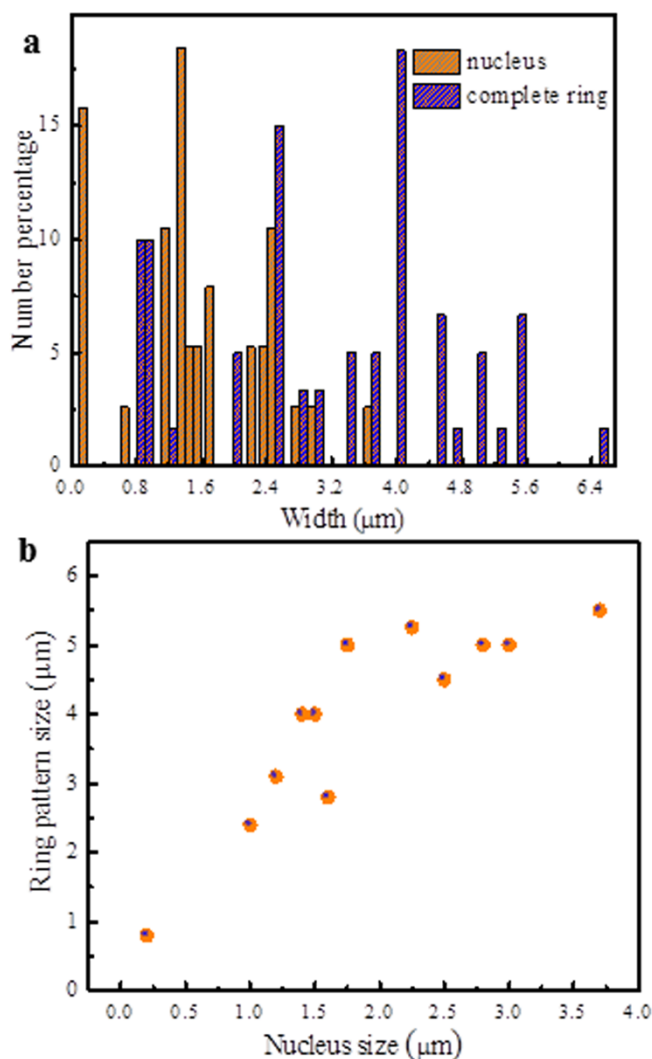 a
nucleus
complete ring
Number percentage
15
10
5
0
0.0 0.8 1.6 2.4 3.2 4.0 4.8 5.6 6.4
Width (μm)
b
Ring pattern size (μm)
6
5
4
3
2
1
0
0.0 0.5 1.0 1.5 2.0 2.5 3.0 3.5 4.0
Nucleus size (μm)